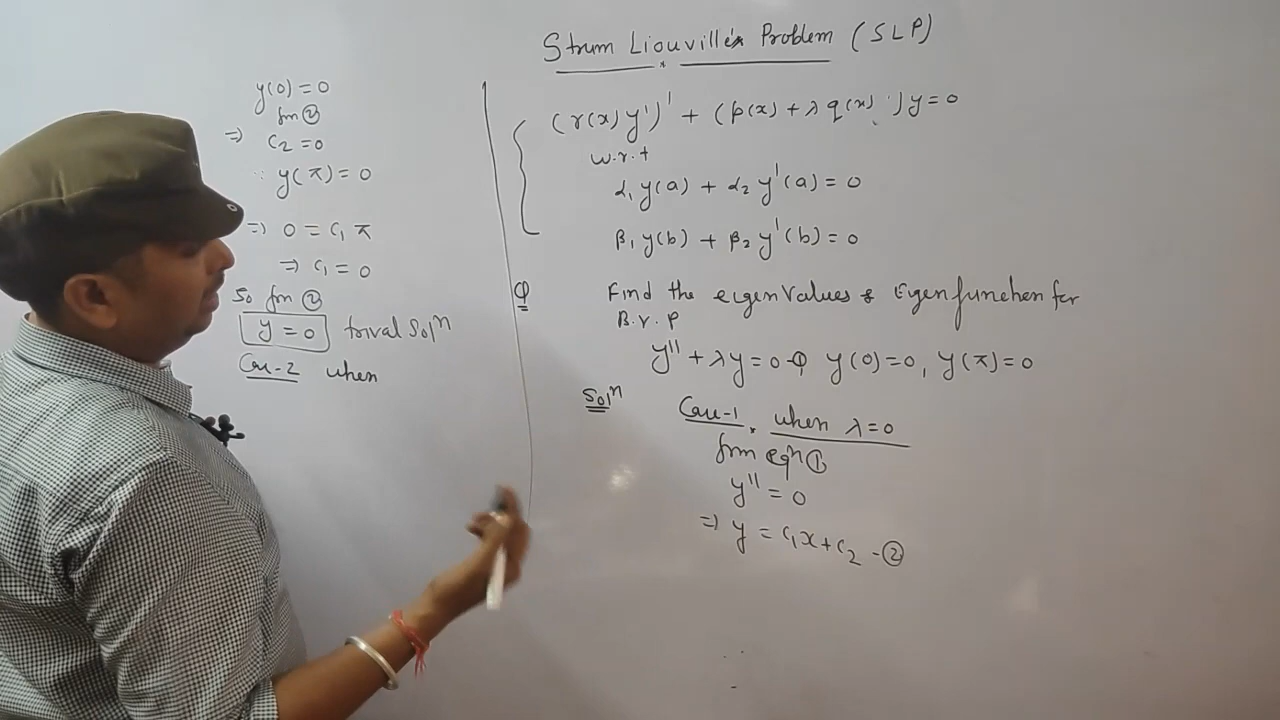 Strum Liouville's Problem (SLP)
(r(x) y')' + (p(x) + λ q(x) ) y = 0
w.r.t
α₁ y(a) + α₂ y'(a) = 0
β₁ y(b) + β₂ y'(b) = 0
Q Find the eigen values & Eigen function for
B.V.P
y'' + λy = 0 -① y(0)=0, y(π)=0
Solⁿ Case-1 when λ=0
from eqⁿ ①
y'' = 0
⇒ y = c₁x + c₂ -②
y(0) = 0
from ②
⇒ c₂ = 0
∵ y(π) = 0
⇒ 0 = c₁ π
⇒ c₁ = 0
So from ②
y = 0 trival Solⁿ
Case-2 when